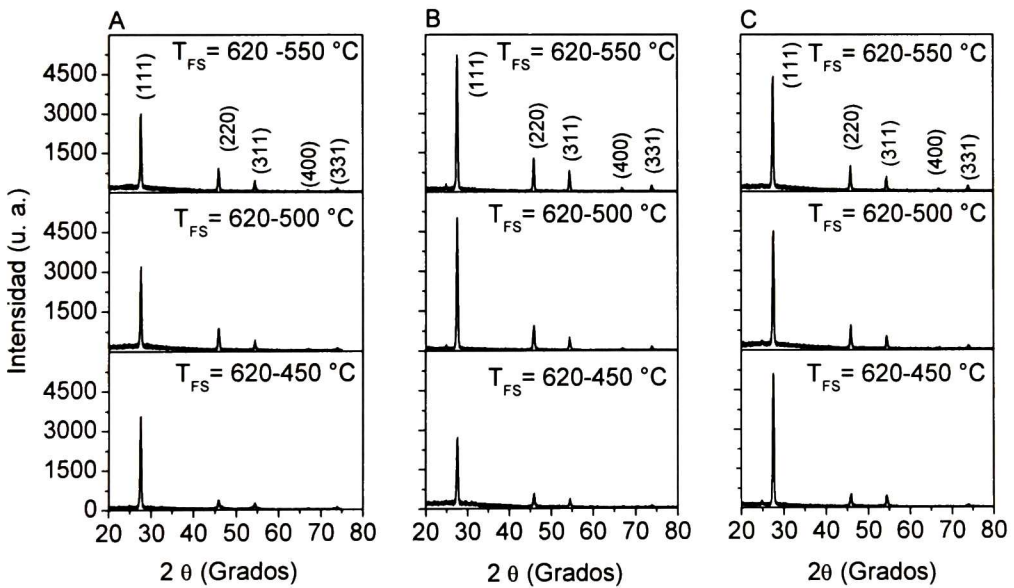 A
T_FS= 620 -550 °C
(111)
(220)
(311)
(400)
(331)
T_FS= 620-500 °C
T_FS= 620-450 °C
Intensidad (u. a.)
4500
3000
1500
4500
3000
1500
4500
3000
1500
0
20 30 40 50 60 70 80
2 θ (Grados)
B
T_FS= 620-550 °C
(111)
(220)
(311)
(400)
(331)
T_FS= 620-500 °C
T_FS= 620-450 °C
20 30 40 50 60 70 80
2 θ (Grados)
C
T_FS= 620-550 °C
(111)
(220)
(311)
(400)
(331)
T_FS= 620-500 °C
T_FS= 620-450 °C
20 30 40 50 60 70 80
2θ (Grados)